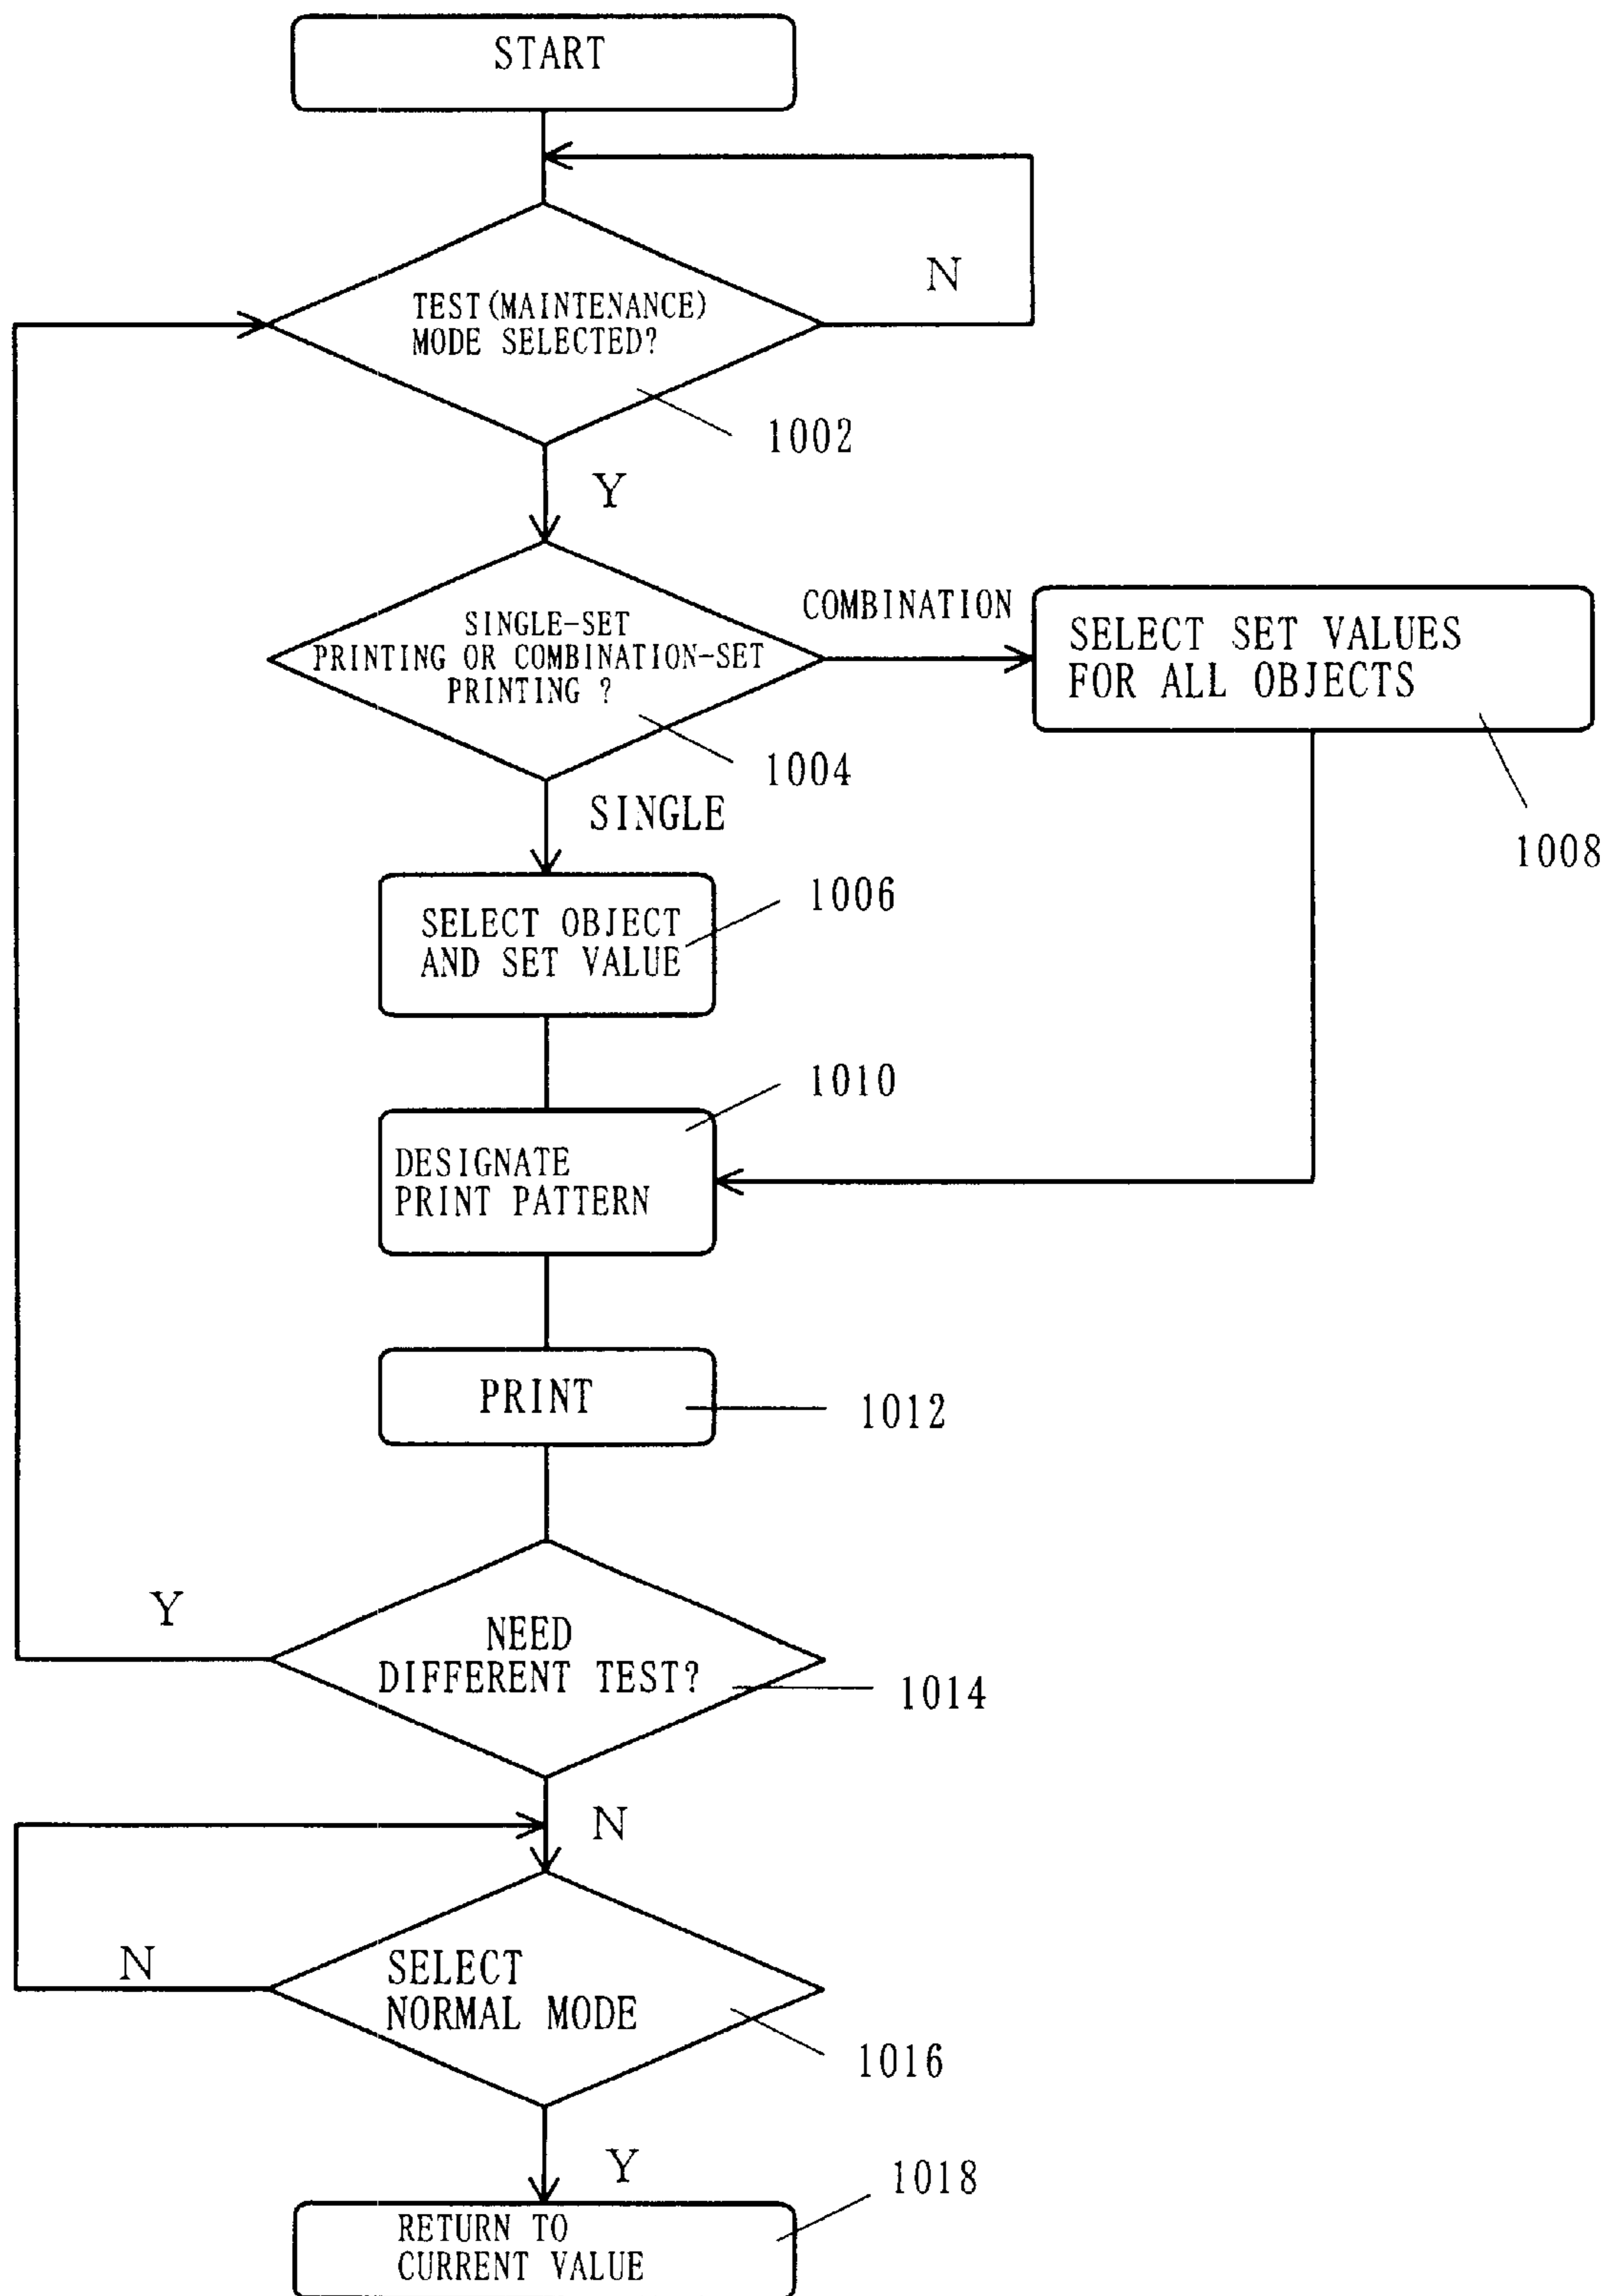 START
N
TEST(MAINTENANCE)
MODE SELECTED?
1002
Y
SINGLE-SET
PRINTING OR COMBINATION-SET
PRINTING ?
1004
COMBINATION
SELECT SET VALUES
FOR ALL OBJECTS
1008
SINGLE
1006
SELECT OBJECT
AND SET VALUE
1010
DESIGNATE
PRINT PATTERN
PRINT
1012
Y
NEED
DIFFERENT TEST?
1014
N
N
SELECT
NORMAL MODE
1016
Y
1018
RETURN TO
CURRENT VALUE